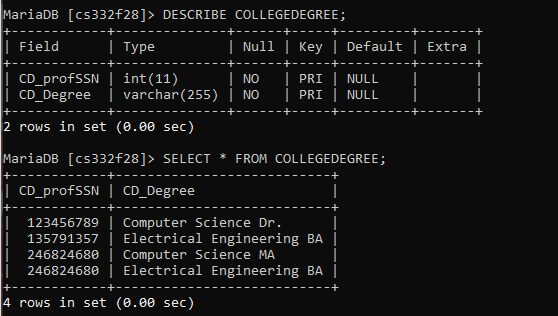 MariaDB [cs332f28]> DESCRIBE COLLEGEDEGREE;
+------------+--------------+------+-----+---------+-------+
| Field      | Type         | Null | Key | Default | Extra |
+------------+--------------+------+-----+---------+-------+
| CD_profSSN | int(11)      | NO   | PRI | NULL    |       |
| CD_Degree  | varchar(255) | NO   | PRI | NULL    |       |
+------------+--------------+------+-----+---------+-------+
2 rows in set (0.00 sec)
MariaDB [cs332f28]> SELECT * FROM COLLEGEDEGREE;
+------------+---------------------------+
| CD_profSSN | CD_Degree                 |
+------------+---------------------------+
|  123456789 | Computer Science Dr.      |
|  135791357 | Electrical Engineering BA |
|  246824680 | Computer Science MA       |
|  246824680 | Electrical Engineering BA |
+------------+---------------------------+
4 rows in set (0.00 sec)